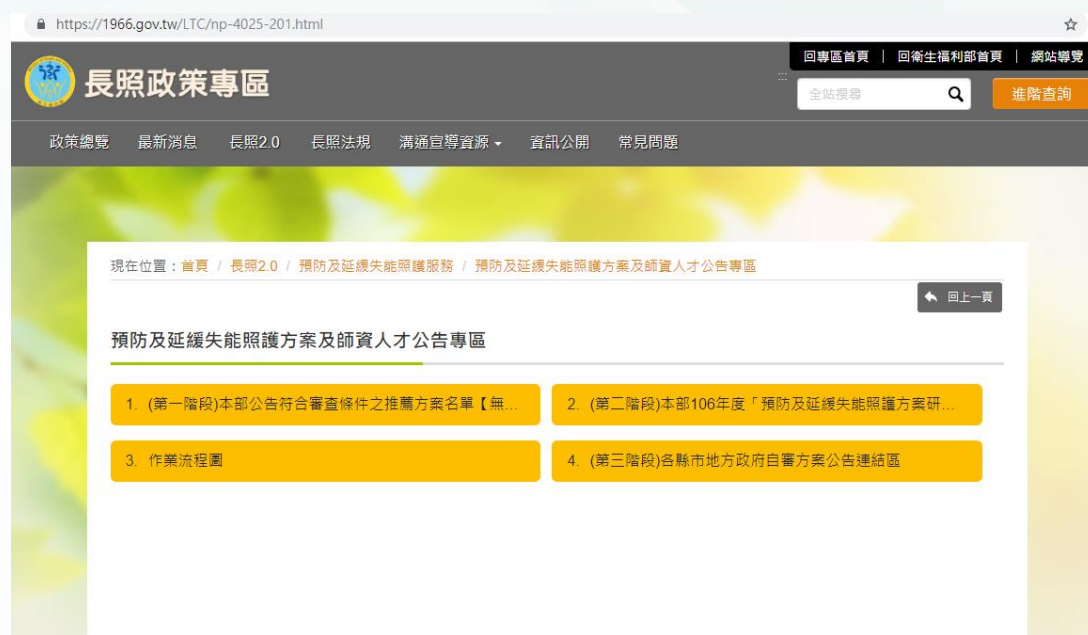 https://1966.gov.tw/LTC/np-4025-201.html
回專區首頁 | 回衛生福利部首頁 | 網站導覽
長照政策專區
:::
全站搜尋
進階查詢
政策總覽 最新消息 長照2.0 長照法規 溝通宣導資源 資訊公開 常見問題
現在位置：首頁 / 長照2.0 / 預防及延緩失能照護服務 / 預防及延緩失能照護方案及師資人才公告專區
回上一頁
預防及延緩失能照護方案及師資人才公告專區
1. (第一階段)本部公告符合審查條件之推薦方案名單【無...
2. (第二階段)本部106年度「預防及延緩失能照護方案研...
3. 作業流程圖
4. (第三階段)各縣市地方政府自審方案公告連結區